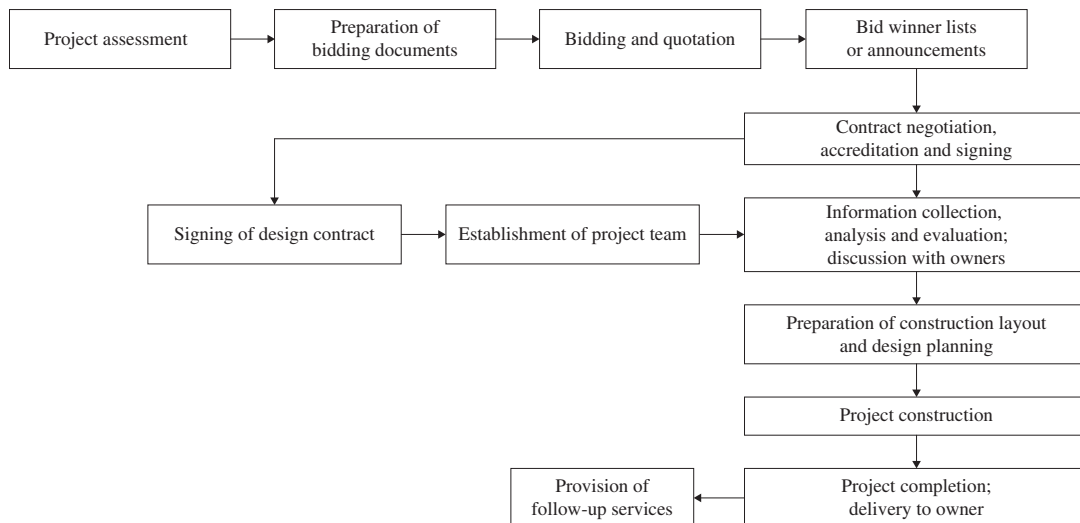 Project assessment
Preparation of
bidding documents
Bidding and quotation
Bid winner lists
or announcements
Contract negotiation,
accreditation and signing
Signing of design contract
Establishment of project team
Information collection,
analysis and evaluation;
discussion with owners
Preparation of construction layout
and design planning
Project construction
Provision of
follow-up services
Project completion;
delivery to owner